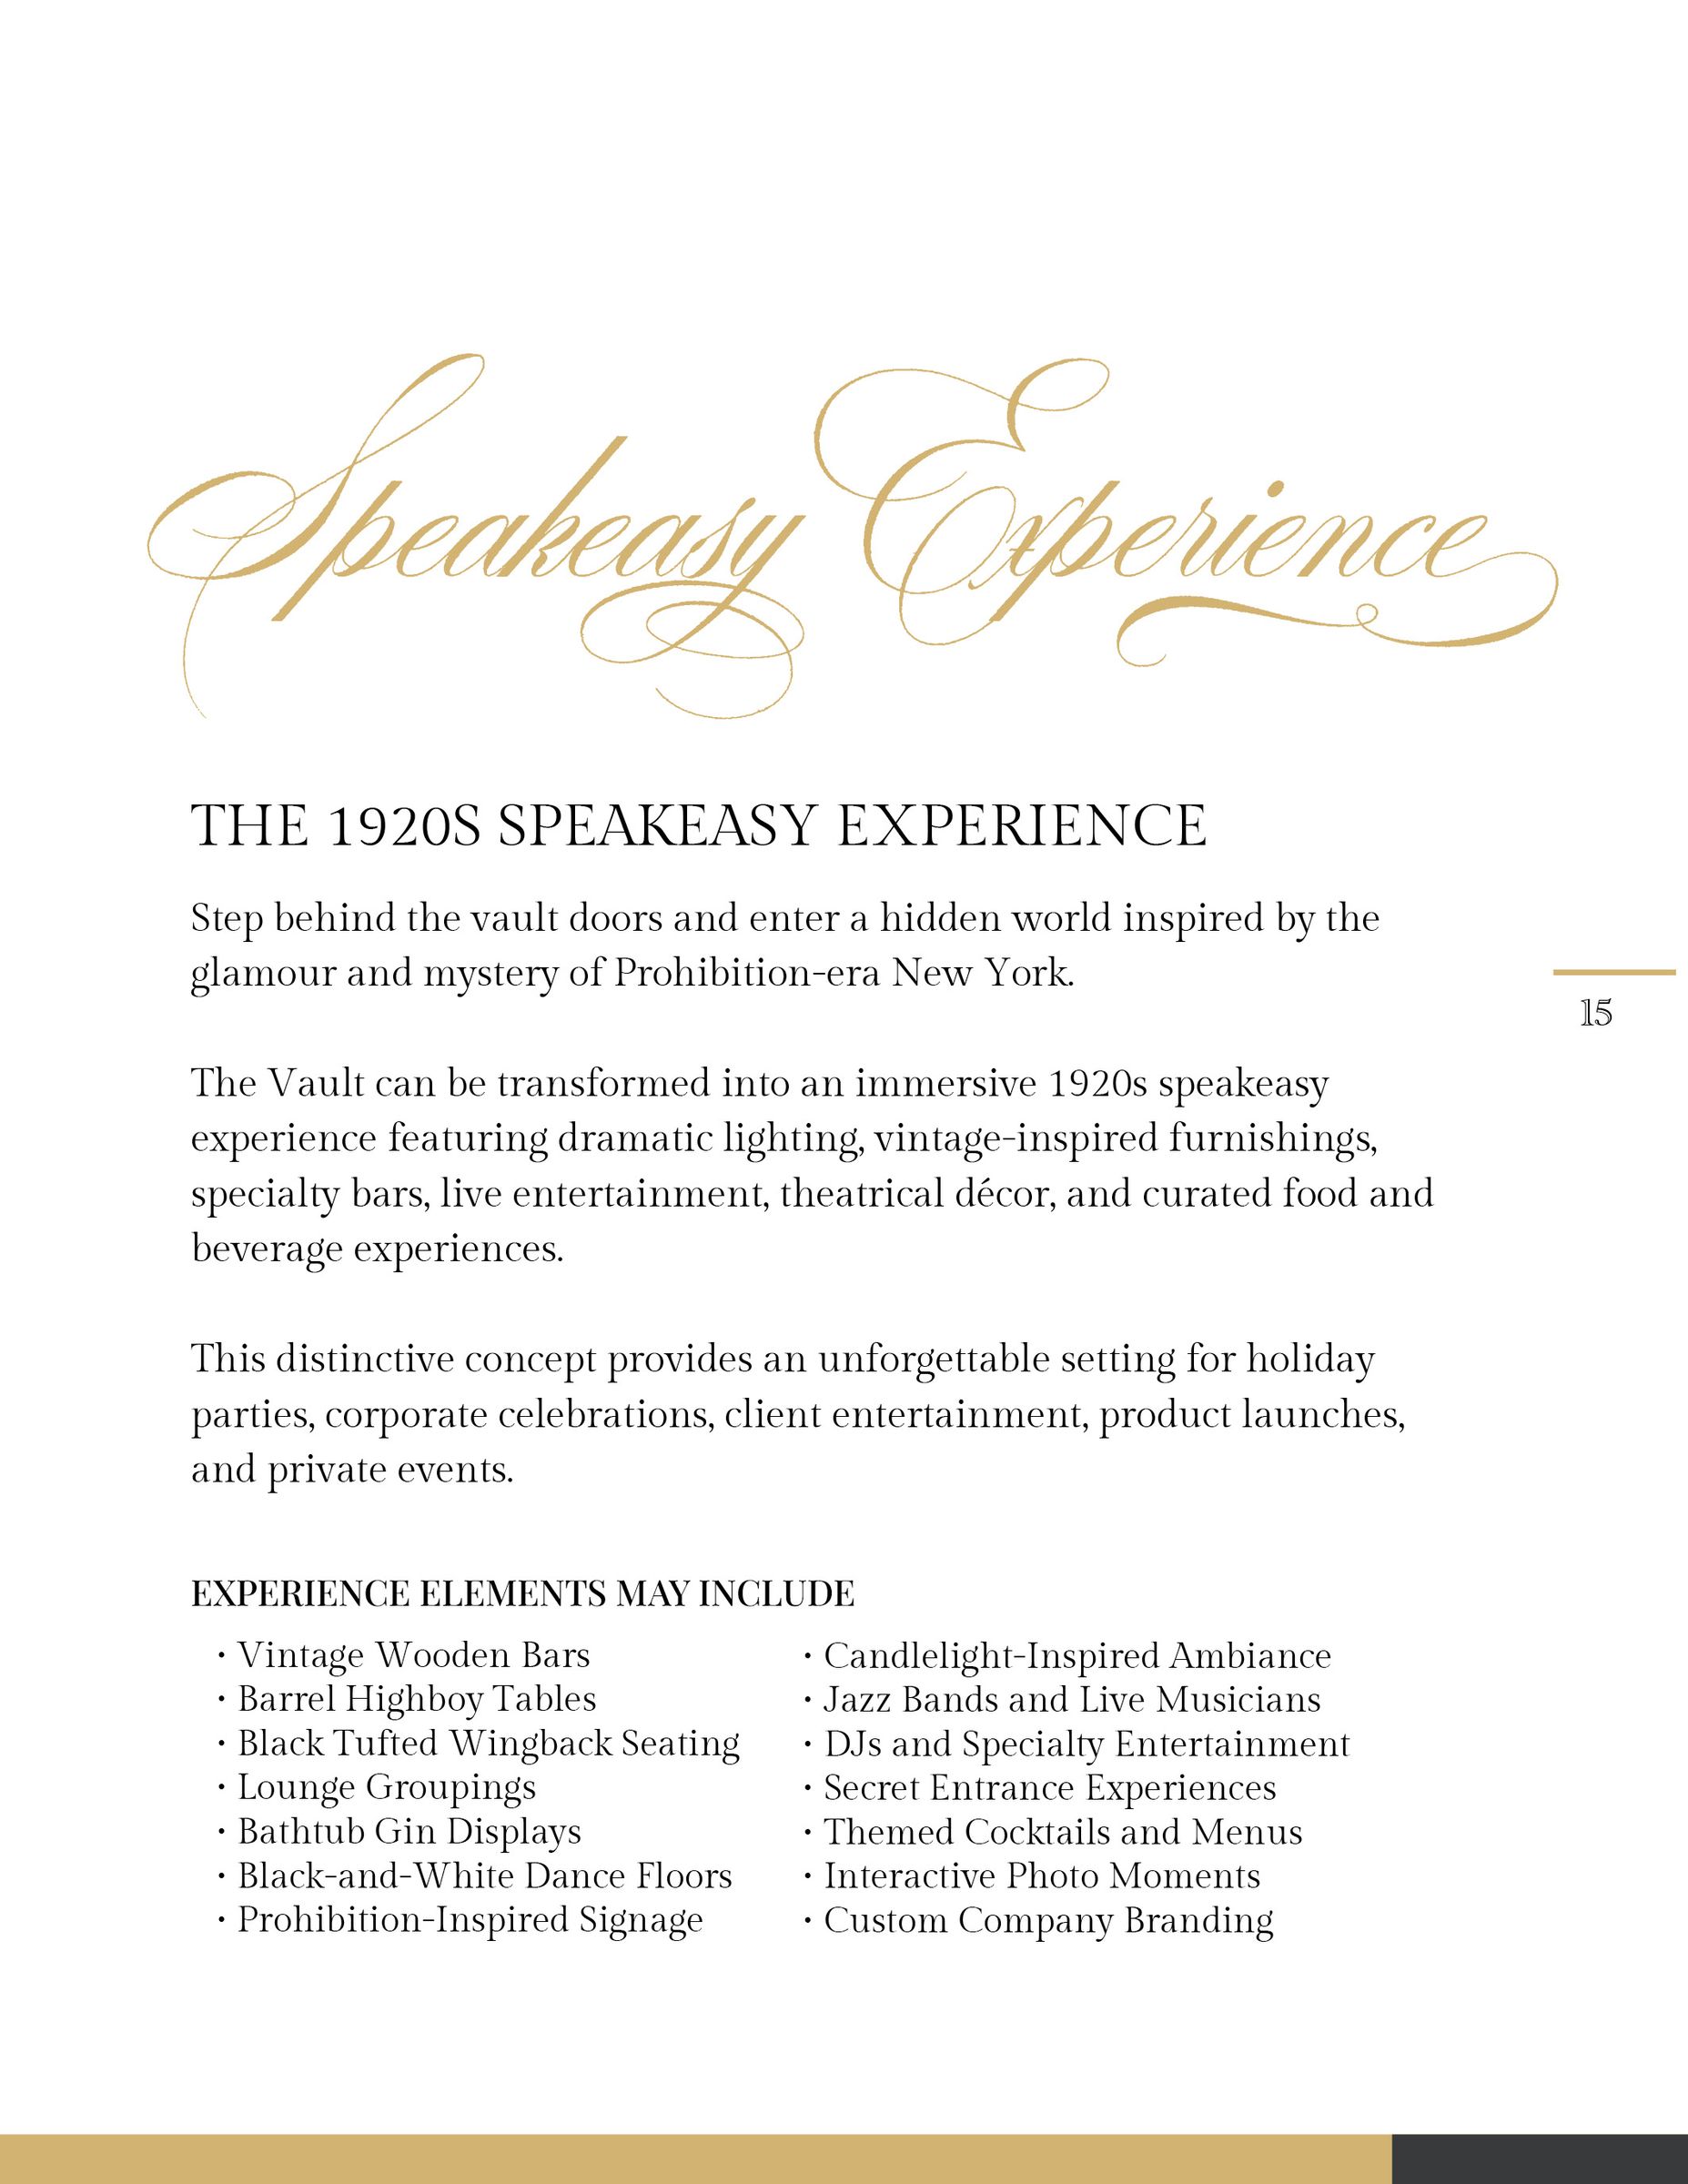 Speakeasy Experience
THE 1920S SPEAKEASY EXPERIENCE
Step behind the vault doors and enter a hidden world inspired by the
glamour and mystery of Prohibition-era New York.
15
The Vault can be transformed into an immersive 1920s speakeasy
experience featuring dramatic lighting, vintage-inspired furnishings,
specialty bars, live entertainment, theatrical décor, and curated food and
beverage experiences.
This distinctive concept provides an unforgettable setting for holiday
parties, corporate celebrations, client entertainment, product launches,
and private events.
EXPERIENCE ELEMENTS MAY INCLUDE
• Vintage Wooden Bars
• Barrel Highboy Tables
• Black Tufted Wingback Seating
• Lounge Groupings
• Bathtub Gin Displays
• Black-and-White Dance Floors
• Prohibition-Inspired Signage
• Candlelight-Inspired Ambiance
• Jazz Bands and Live Musicians
• DJs and Specialty Entertainment
• Secret Entrance Experiences
• Themed Cocktails and Menus
• Interactive Photo Moments
• Custom Company Branding